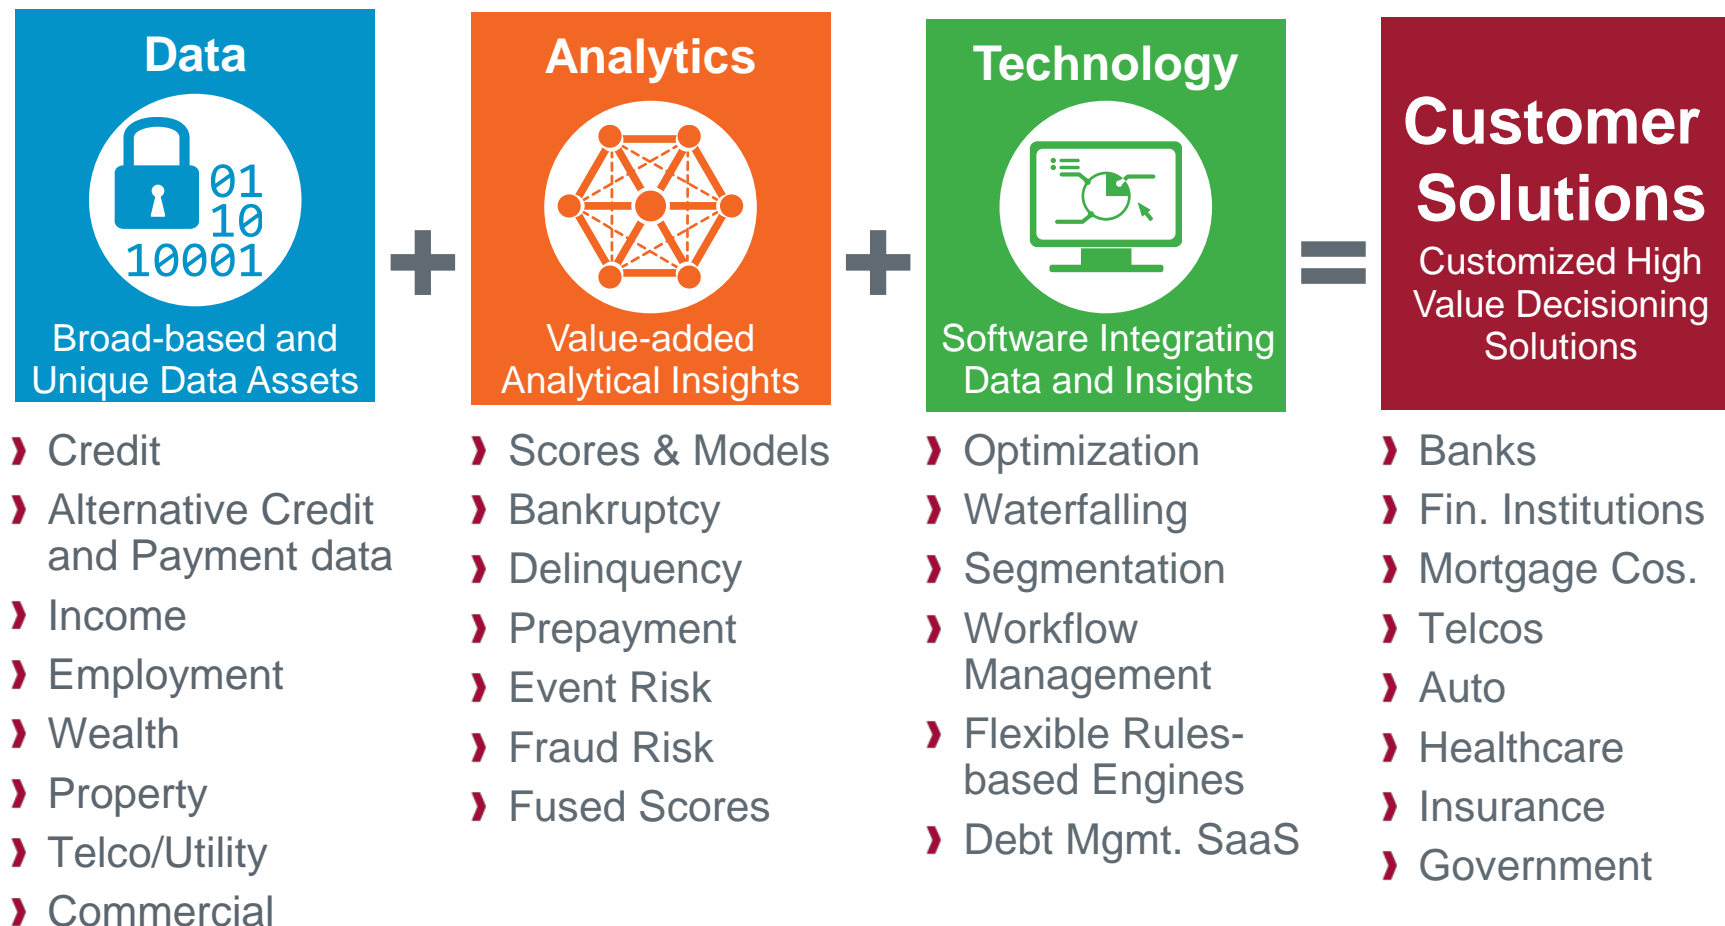 Data
01
10
10001
Broad-based and
Unique Data Assets
Credit
Alternative Credit
and Payment data
Income
Employment
Wealth
Property
Telco/Utility
Commercial
+
Analytics
Value-added
Analytical Insights
Scores & Models
Bankruptcy
Delinquency
Prepayment
Event Risk
Fraud Risk
Fused Scores
+
Technology
Software Integrating
Data and Insights
Optimization
Waterfalling
Segmentation
Workflow
Management
Flexible Rules-
based Engines
Debt Mgmt. SaaS
=
Customer
Solutions
Customized High
Value Decisioning
Solutions
Banks
Fin. Institutions
Mortgage Cos.
Telcos
Auto
Healthcare
Insurance
Government